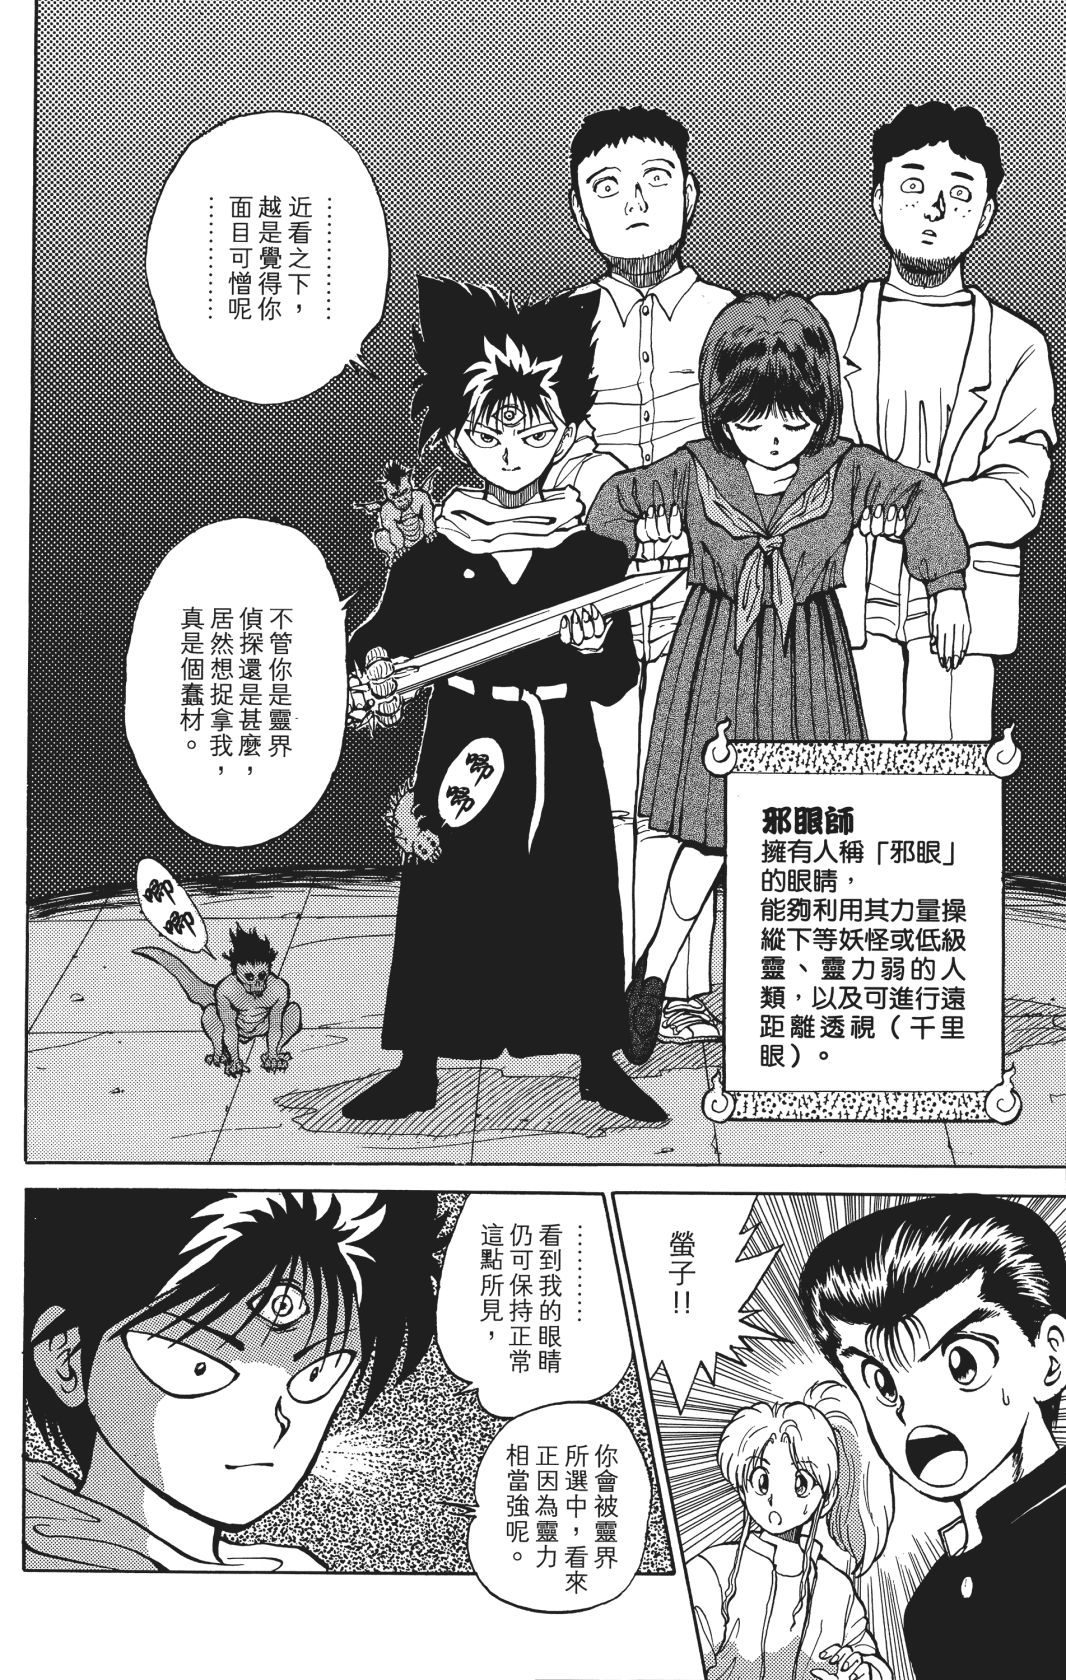 ………………
近看之下，
越是覺得你
面目可憎呢
………………
不管你是靈界
偵探還是甚麼，
居然想捉拿我，
真是個蠢材。
唧
唧
唧
唧
邪眼師
擁有人稱「邪眼」
的眼睛，
能夠利用其力量操
縱下等妖怪或低級
靈、靈力弱的人
類，以及可進行遠
距離透視（千里
眼）。
螢子!!
…………
看到我的眼睛
仍可保持正常
這點所見，
你會被靈界
所選中，看來
正因為靈力
相當強呢。